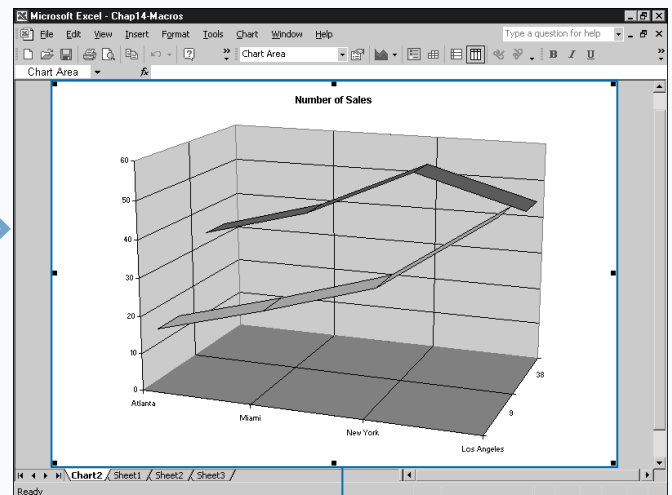 Microsoft Excel - Chap14-Macros
File Edit View Insert Format Tools Chart Window Help
Type a question for help
Chart Area
B I U
Chart Area
fx
Number of Sales
60
50
40
30
20
10
0
Atlanta
Miami
New York
Los Angeles
9
38
Chart2 Sheet1 Sheet2 Sheet3
Ready